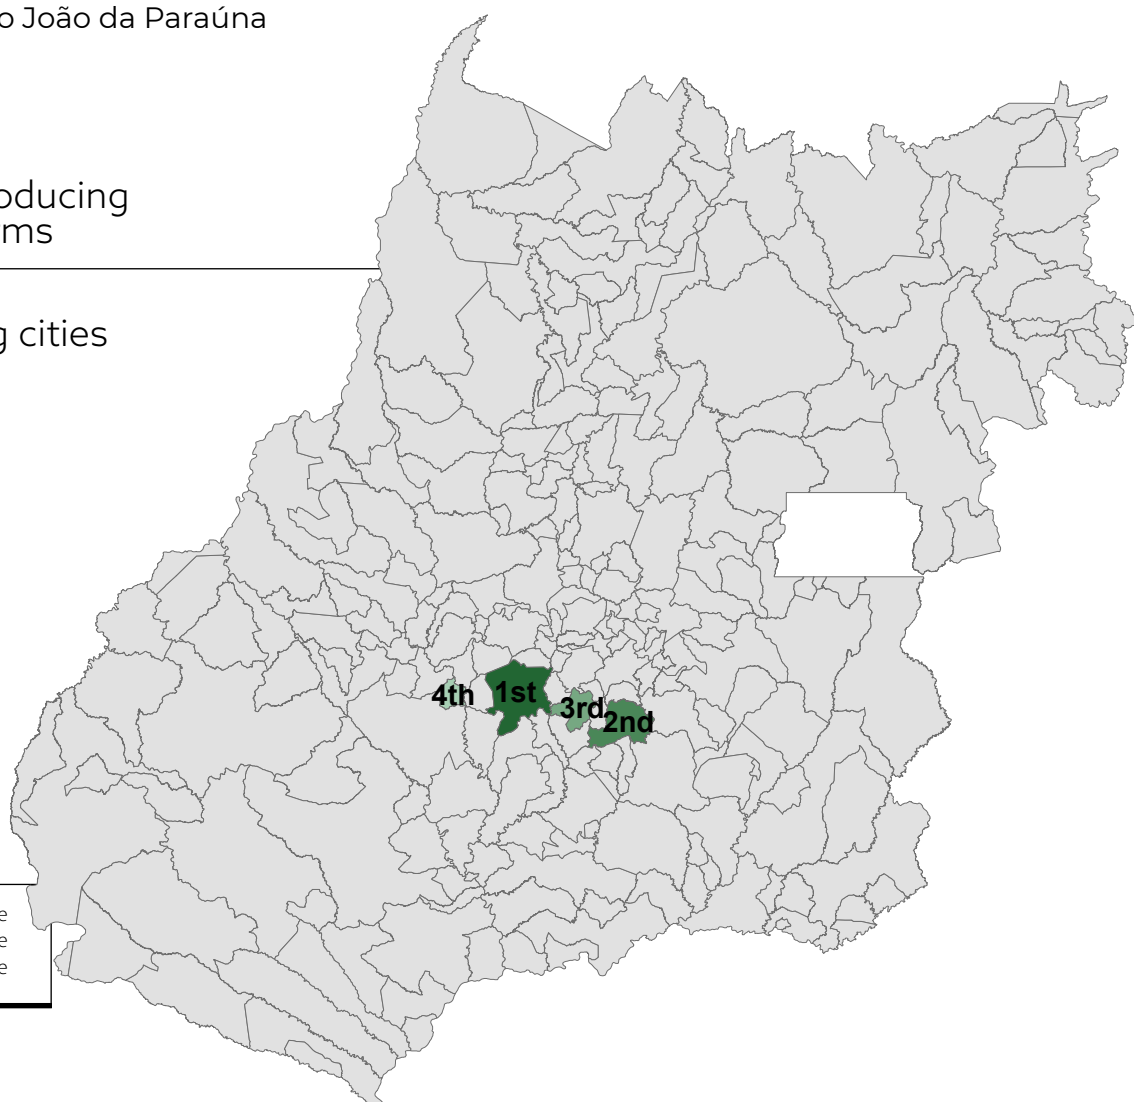 o João da Paraúna
oducing
ms
g cities
4th
1st
3rd
2nd
e
e
e